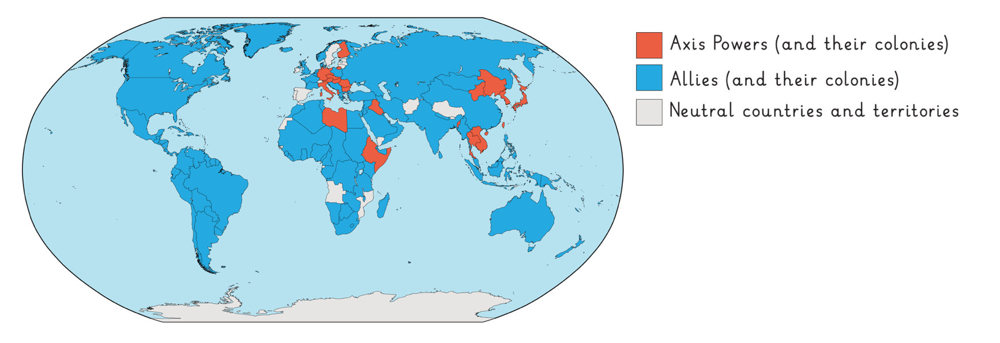 Axis Powers (and their colonies)
Allies (and their colonies)
Neutral countries and territories